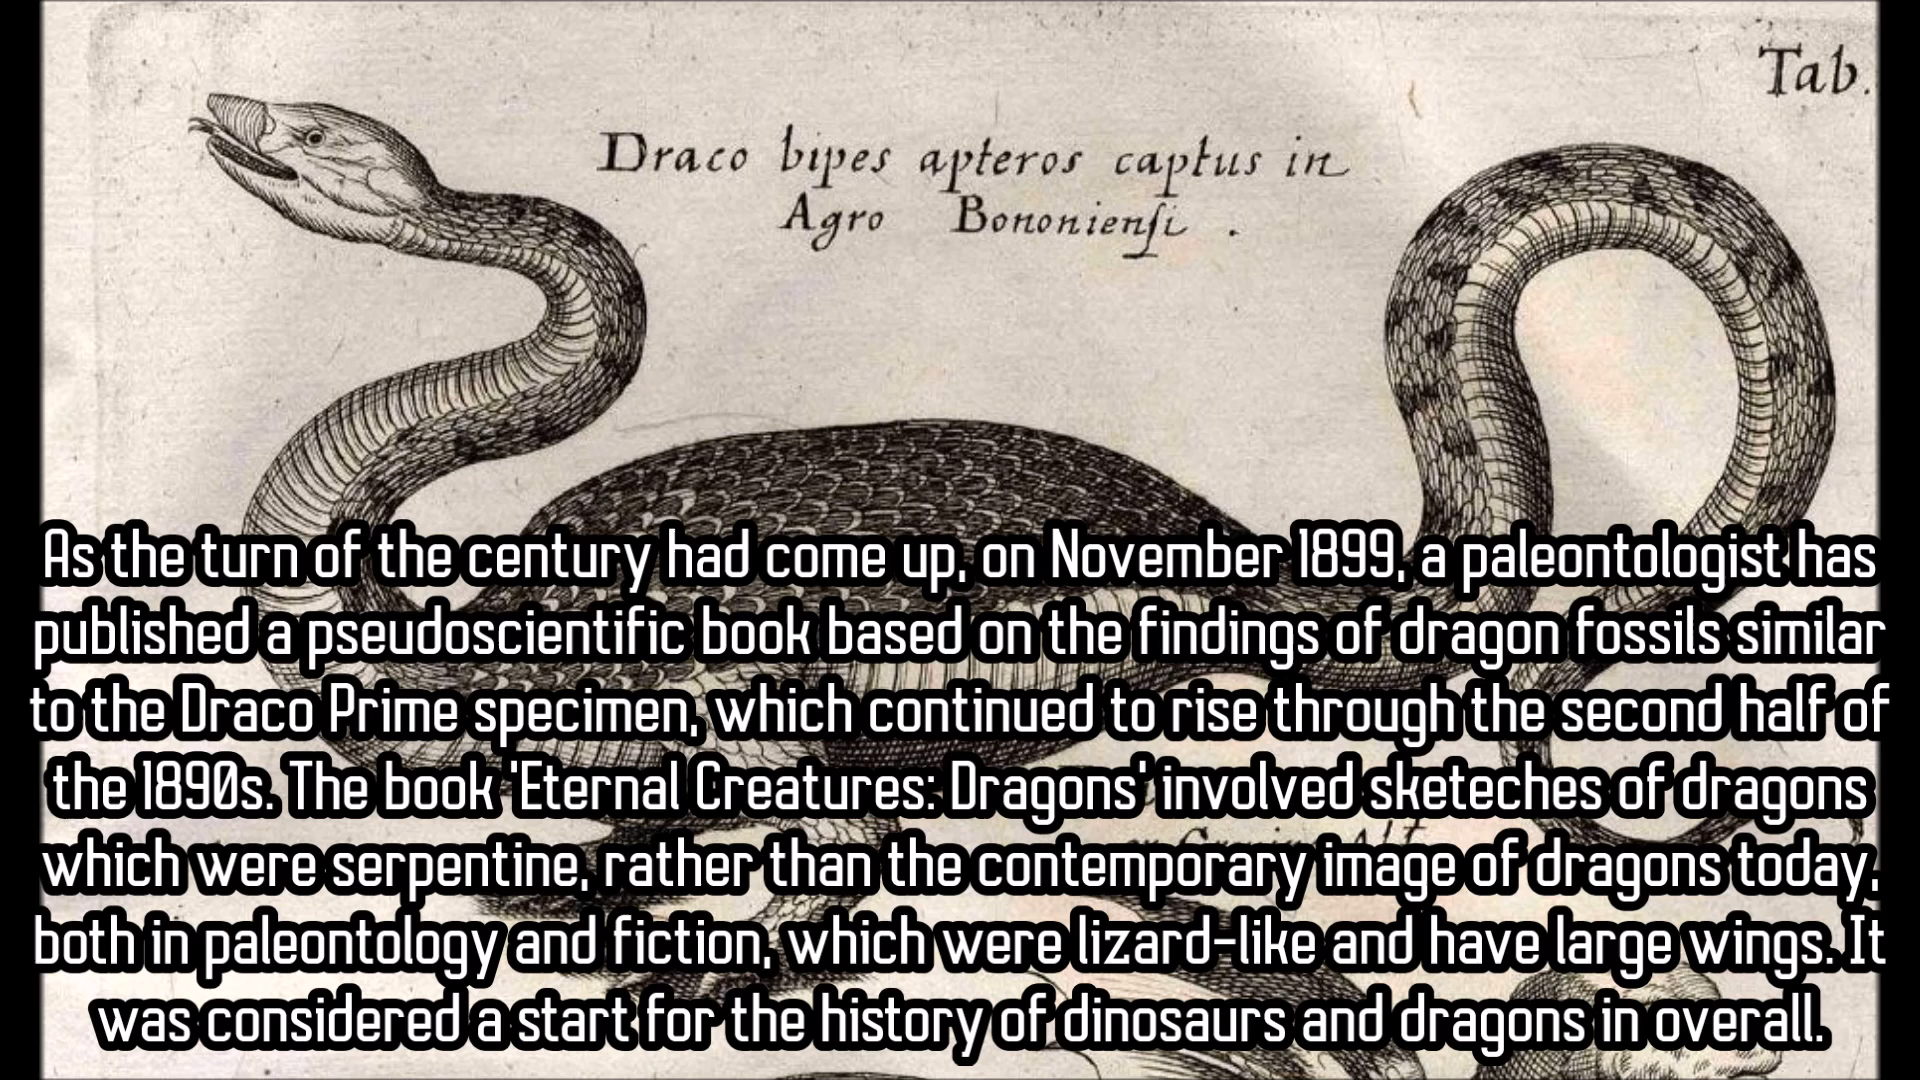 Tab.
Draco bipes apteros captus in
Agro Bononienſi .
As the turn of the century had come up, on November 1899, a paleontologist has
published a pseudoscientific book based on the findings of dragon fossils similar
to the Draco Prime specimen, which continued to rise through the second half of
the 1890s. The book 'Eternal Creatures: Dragons' involved sketeches of dragons
which were serpentine, rather than the contemporary image of dragons today,
both in paleontology and fiction, which were lizard-like and have large wings. It
was considered a start for the history of dinosaurs and dragons in overall.